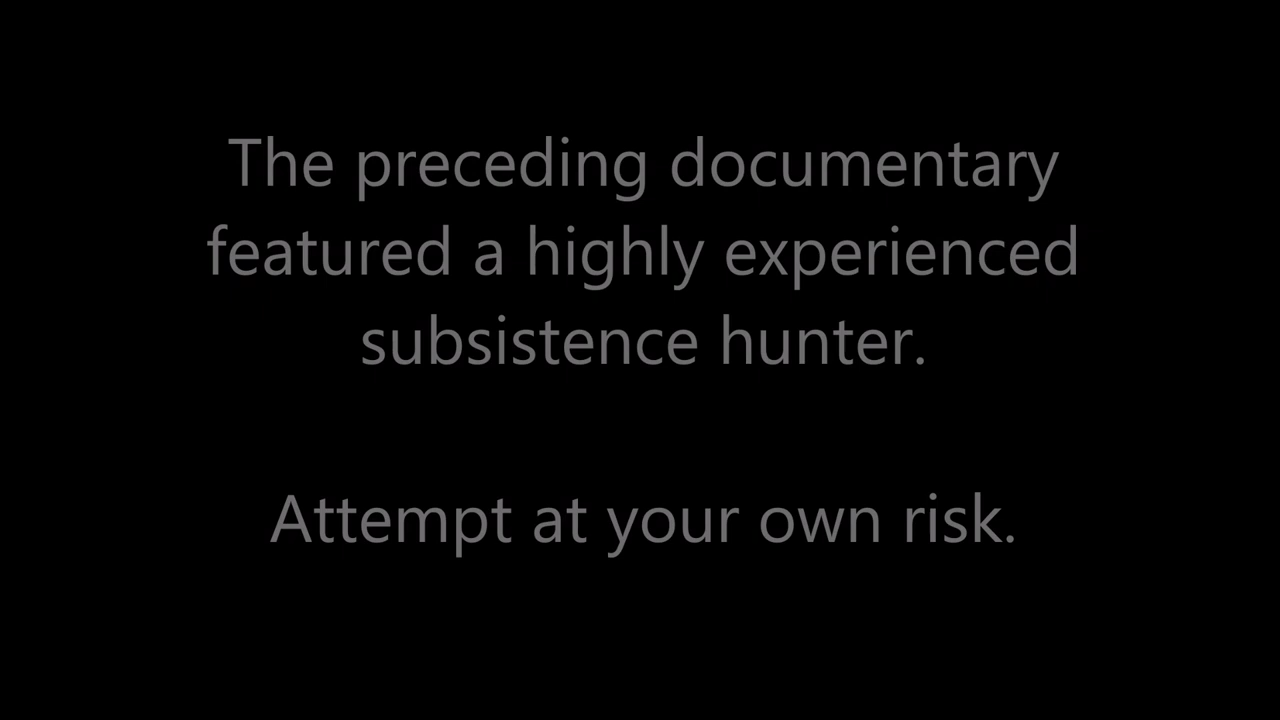 The preceding documentary
featured a highly experienced
subsistence hunter.
Attempt at your own risk.